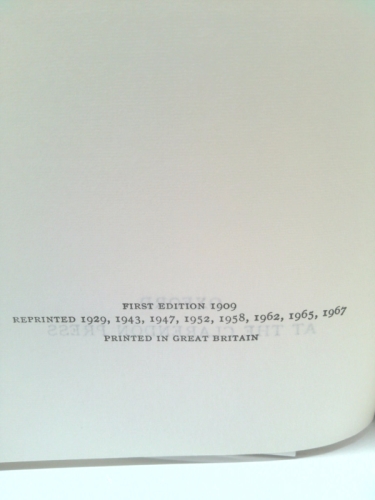 FIRST EDITION 1909
REPRINTED 1929, 1943, 1947, 1952, 1958, 1962, 1965, 1967
PRINTED IN GREAT BRITAIN